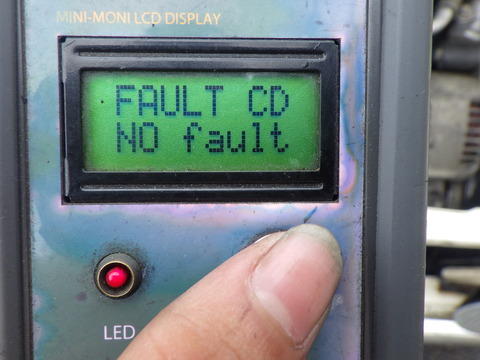 MINI-MONI LCD DISPLAY
FAULT CD
NO fault
LED